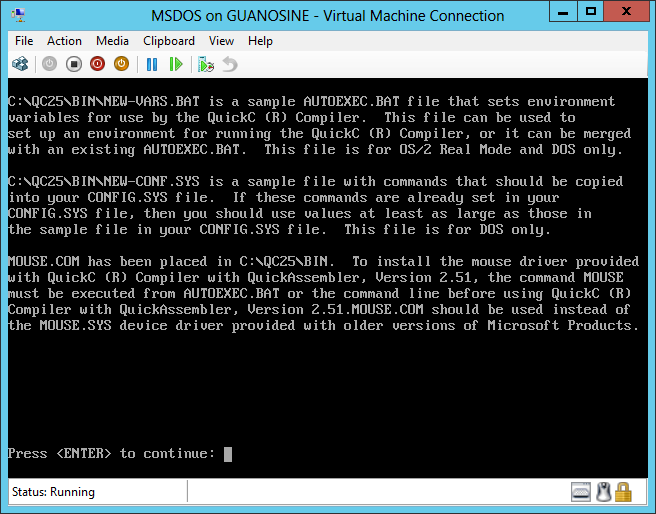 MSDOS on GUANOSINE - Virtual Machine Connection
File Action Media Clipboard View Help
C:\QC25\BIN\NEW-VARS.BAT is a sample AUTOEXEC.BAT file that sets environment
variables for use by the QuickC (R) Compiler.  This file can be used to
set up an environment for running the QuickC (R) Compiler, or it can be merged
with an existing AUTOEXEC.BAT.  This file is for OS/2 Real Mode and DOS only.
C:\QC25\BIN\NEW-CONF.SYS is a sample file with commands that should be copied
into your CONFIG.SYS file.  If these commands are already set in your
CONFIG.SYS file, then you should use values at least as large as those in
the sample file in your CONFIG.SYS file.  This file is for DOS only.
MOUSE.COM has been placed in C:\QC25\BIN.  To install the mouse driver provided
with QuickC (R) Compiler with QuickAssembler, Version 2.51, the command MOUSE
must be executed from AUTOEXEC.BAT or the command line before using QuickC (R)
Compiler with QuickAssembler, Version 2.51.MOUSE.COM should be used instead of
the MOUSE.SYS device driver provided with older versions of Microsoft Products.
Press <ENTER> to continue:
Status: Running